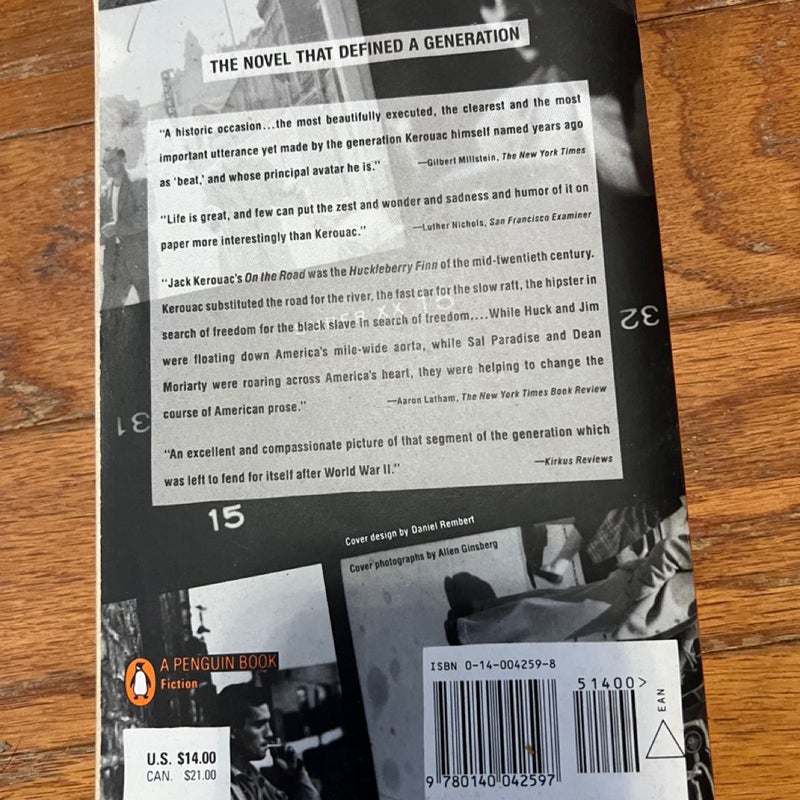 THE NOVEL THAT DEFINED A GENERATION
"A historic occasion...the most beautifully executed, the clearest and the most
important utterance yet made by the generation Kerouac himself named years ago
as 'beat,' and whose principal avatar he is."
—Gilbert Millstein, The New York Times
"Life is great, and few can put the zest and wonder and sadness and humor of it on
paper more interestingly than Kerouac."
—Luther Nichols, San Francisco Examiner
"Jack Kerouac's On the Road was the Huckleberry Finn of the mid-twentieth century.
Kerouac substituted the road for the river, the fast car for the slow raft, the hipster in
search of freedom for the black slave in search of freedom,...While Huck and Jim
were floating down America's mile-wide aorta, while Sal Paradise and Dean
Moriarty were roaring across America's heart, they were helping to change the
course of American prose."
—Aaron Latham, The New York Times Book Review
"An excellent and compassionate picture of that segment of the generation which
was left to fend for itself after World War II."
—Kirkus Reviews
32
31
15
Cover design by Daniel Rembert
Cover photographs by Allen Ginsberg
A PENGUIN BOOK
Fiction
U.S. $14.00
CAN. $21.00
ISBN 0-14-004259-8
51400>
EAN
9 780140 042597